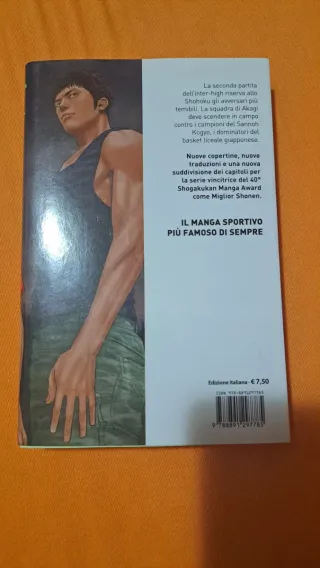 La seconda partita
dell'inter-high riserva allo
Shohoku gli avversari più
temibili. La squadra di Akagi
deve scendere in campo
contro i campioni del Sannoh
Kogyo, i dominatori del
basket liceale giapponese.
Nuove copertine, nuove
traduzioni e una nuova
suddivisione dei capitoli per
la serie vincitrice del 40°
Shogakukan Manga Award
come Miglior Shonen.
IL MANGA SPORTIVO
PIÙ FAMOSO DI SEMPRE
Edizione Italiana · € 7,50
9 788891 297785